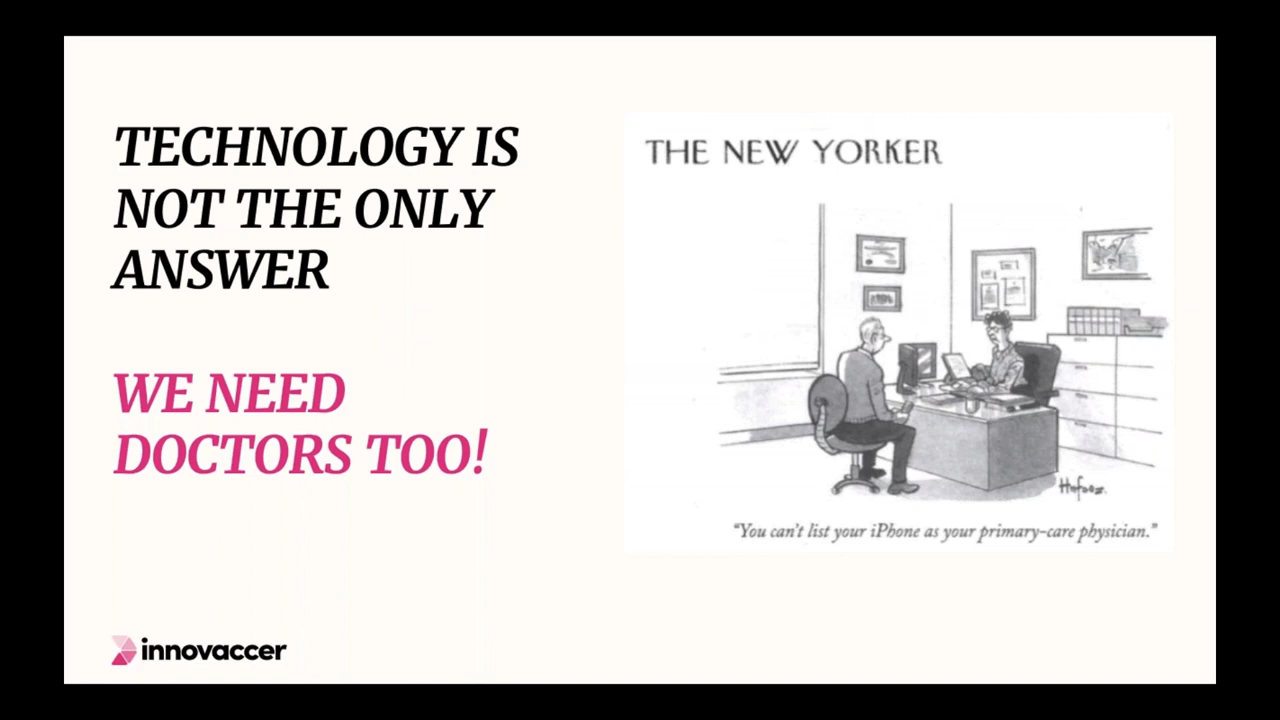 TECHNOLOGY IS
NOT THE ONLY
ANSWER
WE NEED
DOCTORS TOO!
THE NEW YORKER
Hafeez.
"You can't list your iPhone as your primary-care physician."
innovaccer